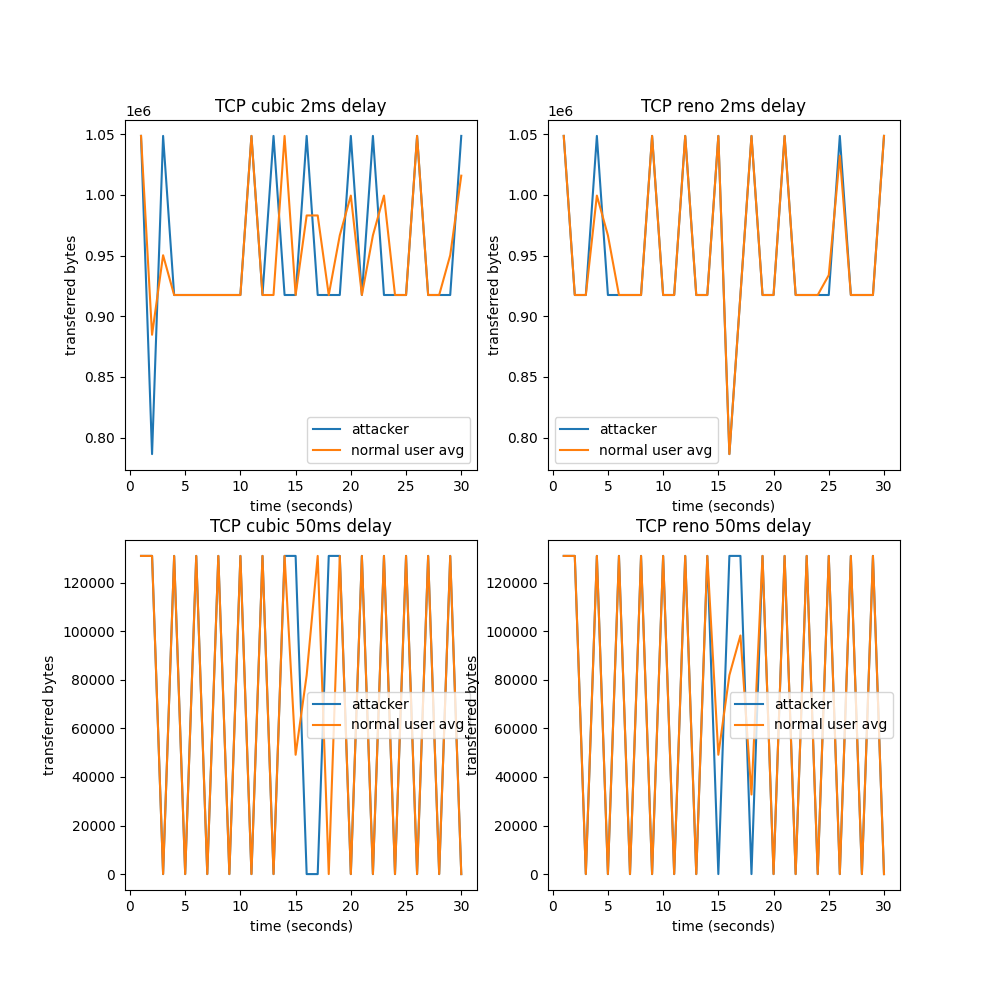 TCP cubic 2ms delay
1e6
1.05
1.00
0.95
0.90
0.85
0.80
transferred bytes
attacker
normal user avg
0 5 10 15 20 25 30
time (seconds)
TCP reno 2ms delay
1e6
1.05
1.00
0.95
0.90
0.85
0.80
transferred bytes
attacker
normal user avg
0 5 10 15 20 25 30
time (seconds)
TCP cubic 50ms delay
120000
100000
80000
60000
40000
20000
0
transferred bytes
attacker
normal user avg
0 5 10 15 20 25 30
time (seconds)
TCP reno 50ms delay
120000
100000
80000
60000
40000
20000
0
transferred bytes
attacker
normal user avg
0 5 10 15 20 25 30
time (seconds)